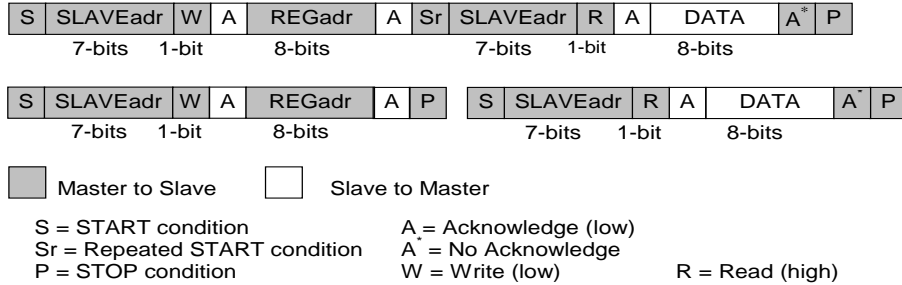 S SLAVEadr W A REGadr A Sr SLAVEadr R A DATA A* P
7-bits 1-bit 8-bits 7-bits 1-bit 8-bits
S SLAVEadr W A REGadr A P S SLAVEadr R A DATA A* P
7-bits 1-bit 8-bits 7-bits 1-bit 8-bits
Master to Slave Slave to Master
S = START condition A = Acknowledge (low)
Sr = Repeated START condition A* = No Acknowledge
P = STOP condition W = Write (low) R = Read (high)